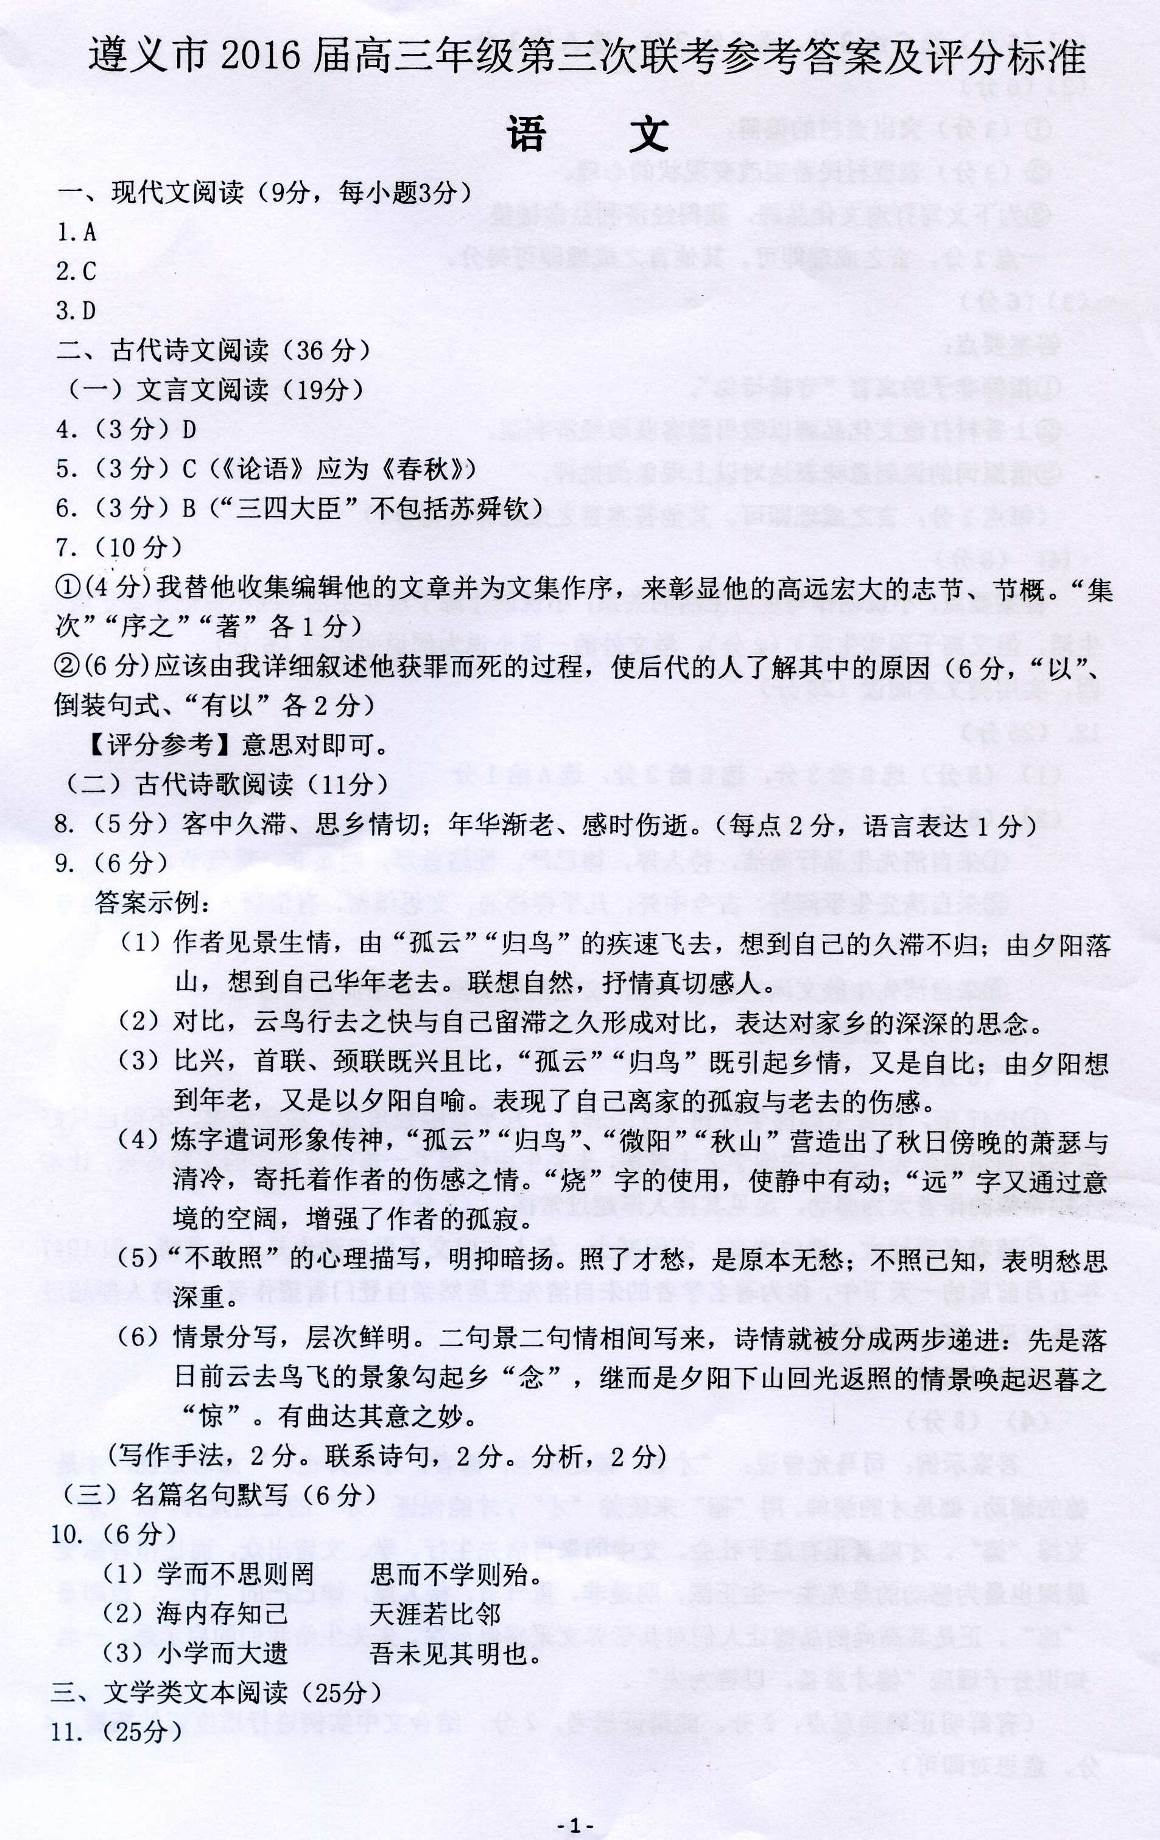 遵义市 2016 届高三年级第三次联考参考答案及评分标准
语 文
一、现代文阅读（9分，每小题3分）
1. A
2. C
3. D
二、古代诗文阅读（36 分）
（一）文言文阅读（19分）
4.（3 分）D
5.（3 分）C（《论语》应为《春秋》）
6.（3 分）B（“三四大臣”不包括苏舜钦）
7.（10 分）
①(4 分)我替他收集编辑他的文章并为文集作序，来彰显他的高远宏大的志节、节概。“集
次”“序之”“著”各 1 分）
②(6 分)应该由我详细叙述他获罪而死的过程，使后代的人了解其中的原因（6 分，“以”、
倒装句式、“有以”各 2 分）
【评分参考】意思对即可。
（二）古代诗歌阅读（11分）
8.（5 分）客中久滞、思乡情切；年华渐老、感时伤逝。（每点 2 分，语言表达 1 分）
9.（6 分）
答案示例：
（1）作者见景生情，由“孤云”“归鸟”的疾速飞去，想到自己的久滞不归；由夕阳落
山，想到自己华年老去。联想自然，抒情真切感人。
（2）对比，云鸟行去之快与自己留滞之久形成对比，表达对家乡的深深的思念。
（3）比兴，首联、颈联既兴且比，“孤云”“归鸟”既引起乡情，又是自比；由夕阳想
到年老，又是以夕阳自喻。表现了自己离家的孤寂与老去的伤感。
（4）炼字遣词形象传神，“孤云”“归鸟”、“微阳”“秋山”营造出了秋日傍晚的萧瑟与
清冷，寄托着作者的伤感之情。“烧”字的使用，使静中有动；“远”字又通过意
境的空阔，增强了作者的孤寂。
（5）“不敢照”的心理描写，明抑暗扬。照了才愁，是原本无愁；不照已知，表明愁思
深重。
（6）情景分写，层次鲜明。二句景二句情相间写来，诗情就被分成两步递进：先是落
日前云去鸟飞的景象勾起乡“念”，继而是夕阳下山回光返照的情景唤起迟暮之
“惊”。有曲达其意之妙。
(写作手法，2 分。联系诗句，2 分。分析，2 分)
（三）名篇名句默写（6 分）
10.（6 分）
（1）学而不思则罔 思而不学则殆。
（2）海内存知己 天涯若比邻
（3）小学而大遗 吾未见其明也。
三、文学类文本阅读（25分）
11.（25分）
- 1 -